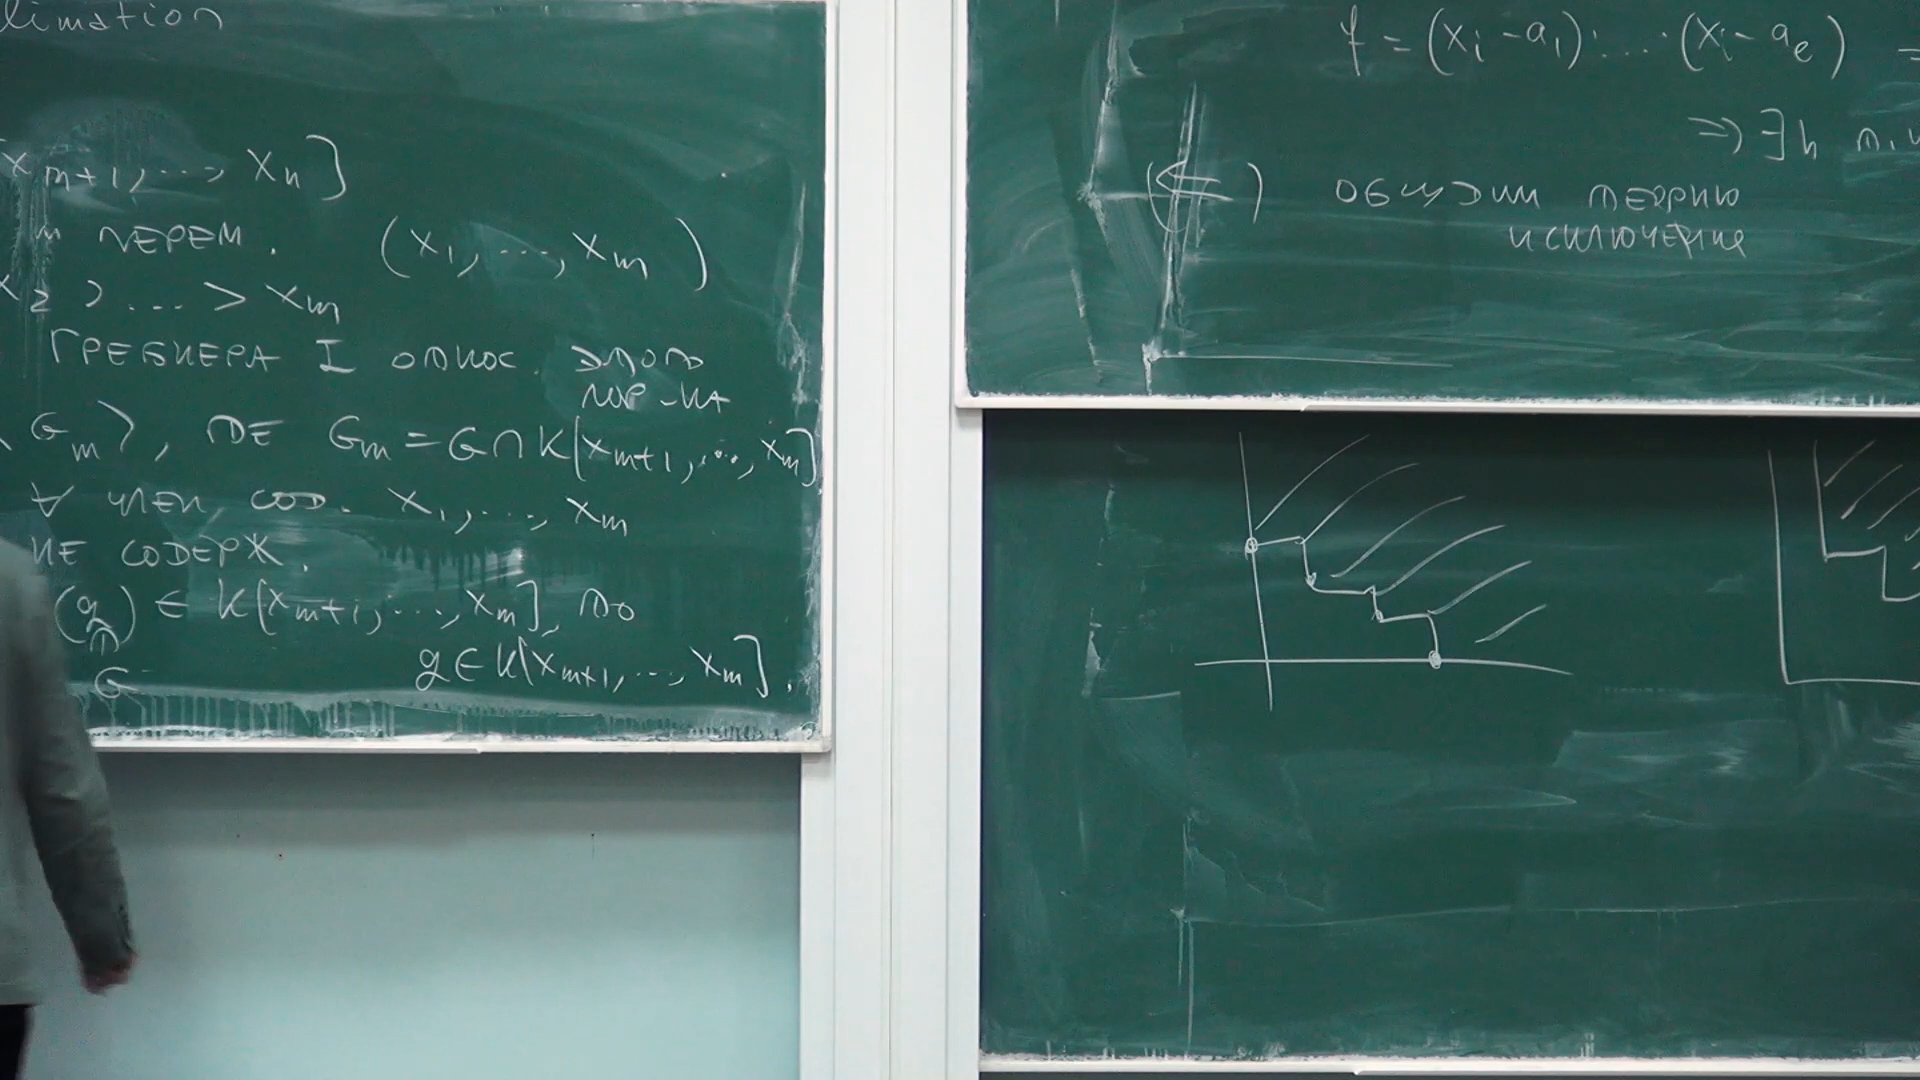 limation
x_{m+1}, ..., x_n]
м перем. (x_1, ..., x_m)
x_2 > ... > x_m
Гребнера I относ. этого
пор-ка
G_m⟩, где G_m = G ∩ K[x_{m+1}, ..., x_m]
∀ член сод. x_1, ..., x_m
не содерж.
(g) ∈ K[x_{m+1}, ..., x_m], то
∩
G
g ∈ K[x_{m+1}, ..., x_m].
f = (x_i - a_1) · ... · (x_i - a_e) =
⇒ ∃ h т.ч
(⇐) обсудим теорию
исключения